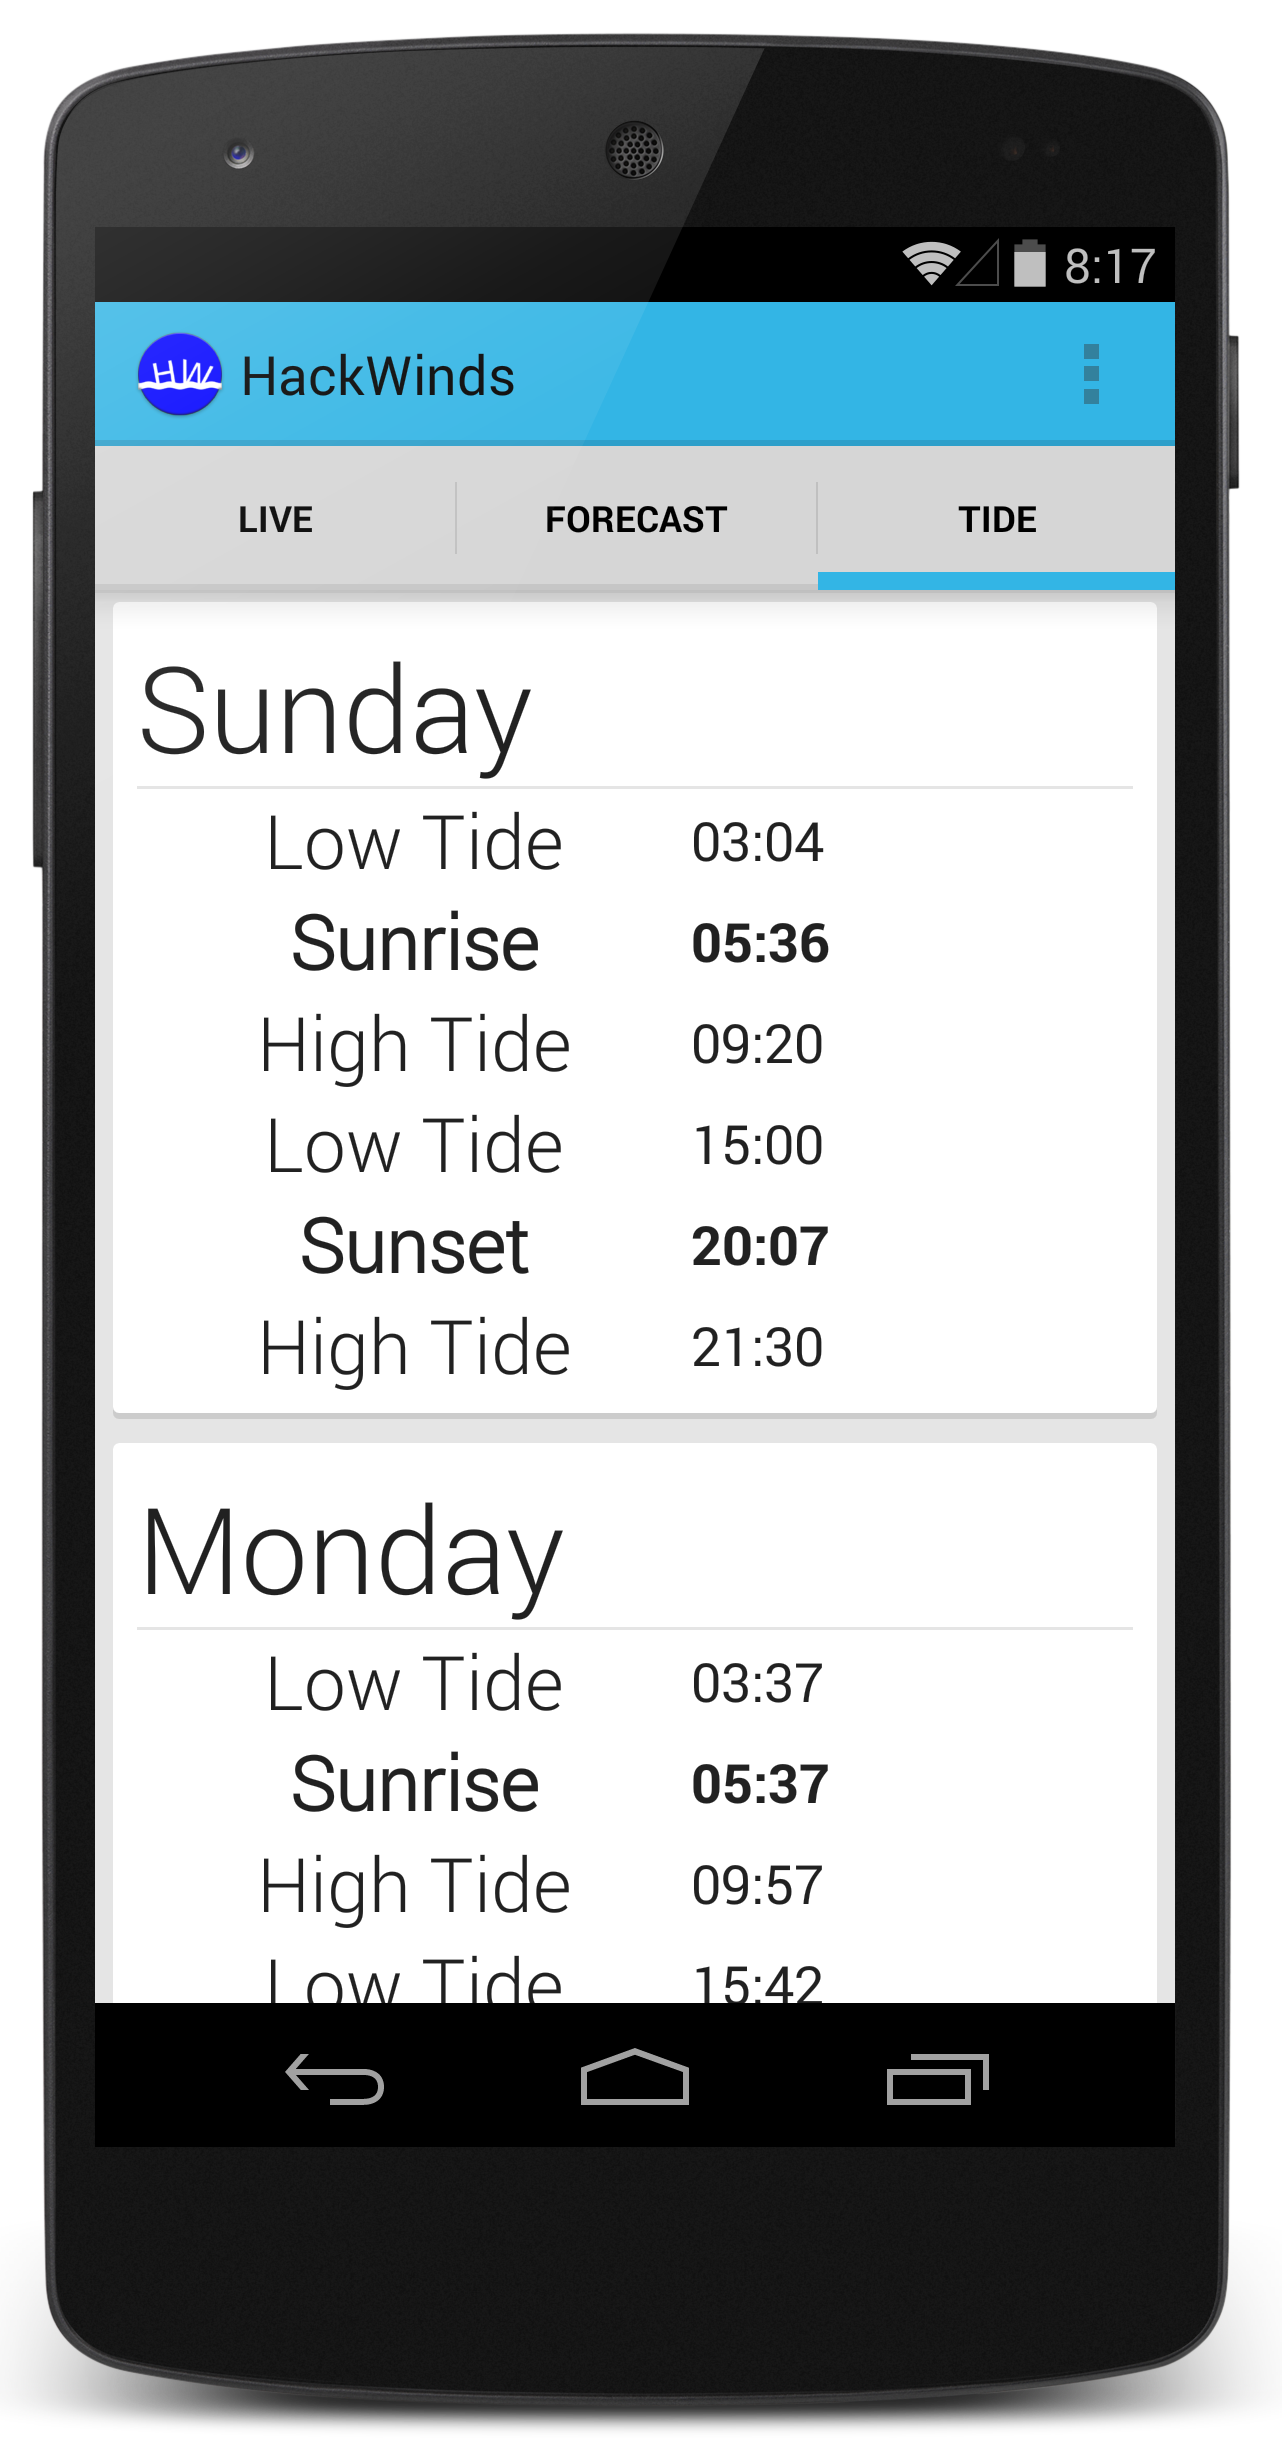 8:17
HW HackWinds
LIVE FORECAST TIDE
Sunday
Low Tide 03:04
Sunrise 05:36
High Tide 09:20
Low Tide 15:00
Sunset 20:07
High Tide 21:30
Monday
Low Tide 03:37
Sunrise 05:37
High Tide 09:57
Low Tide 15:42